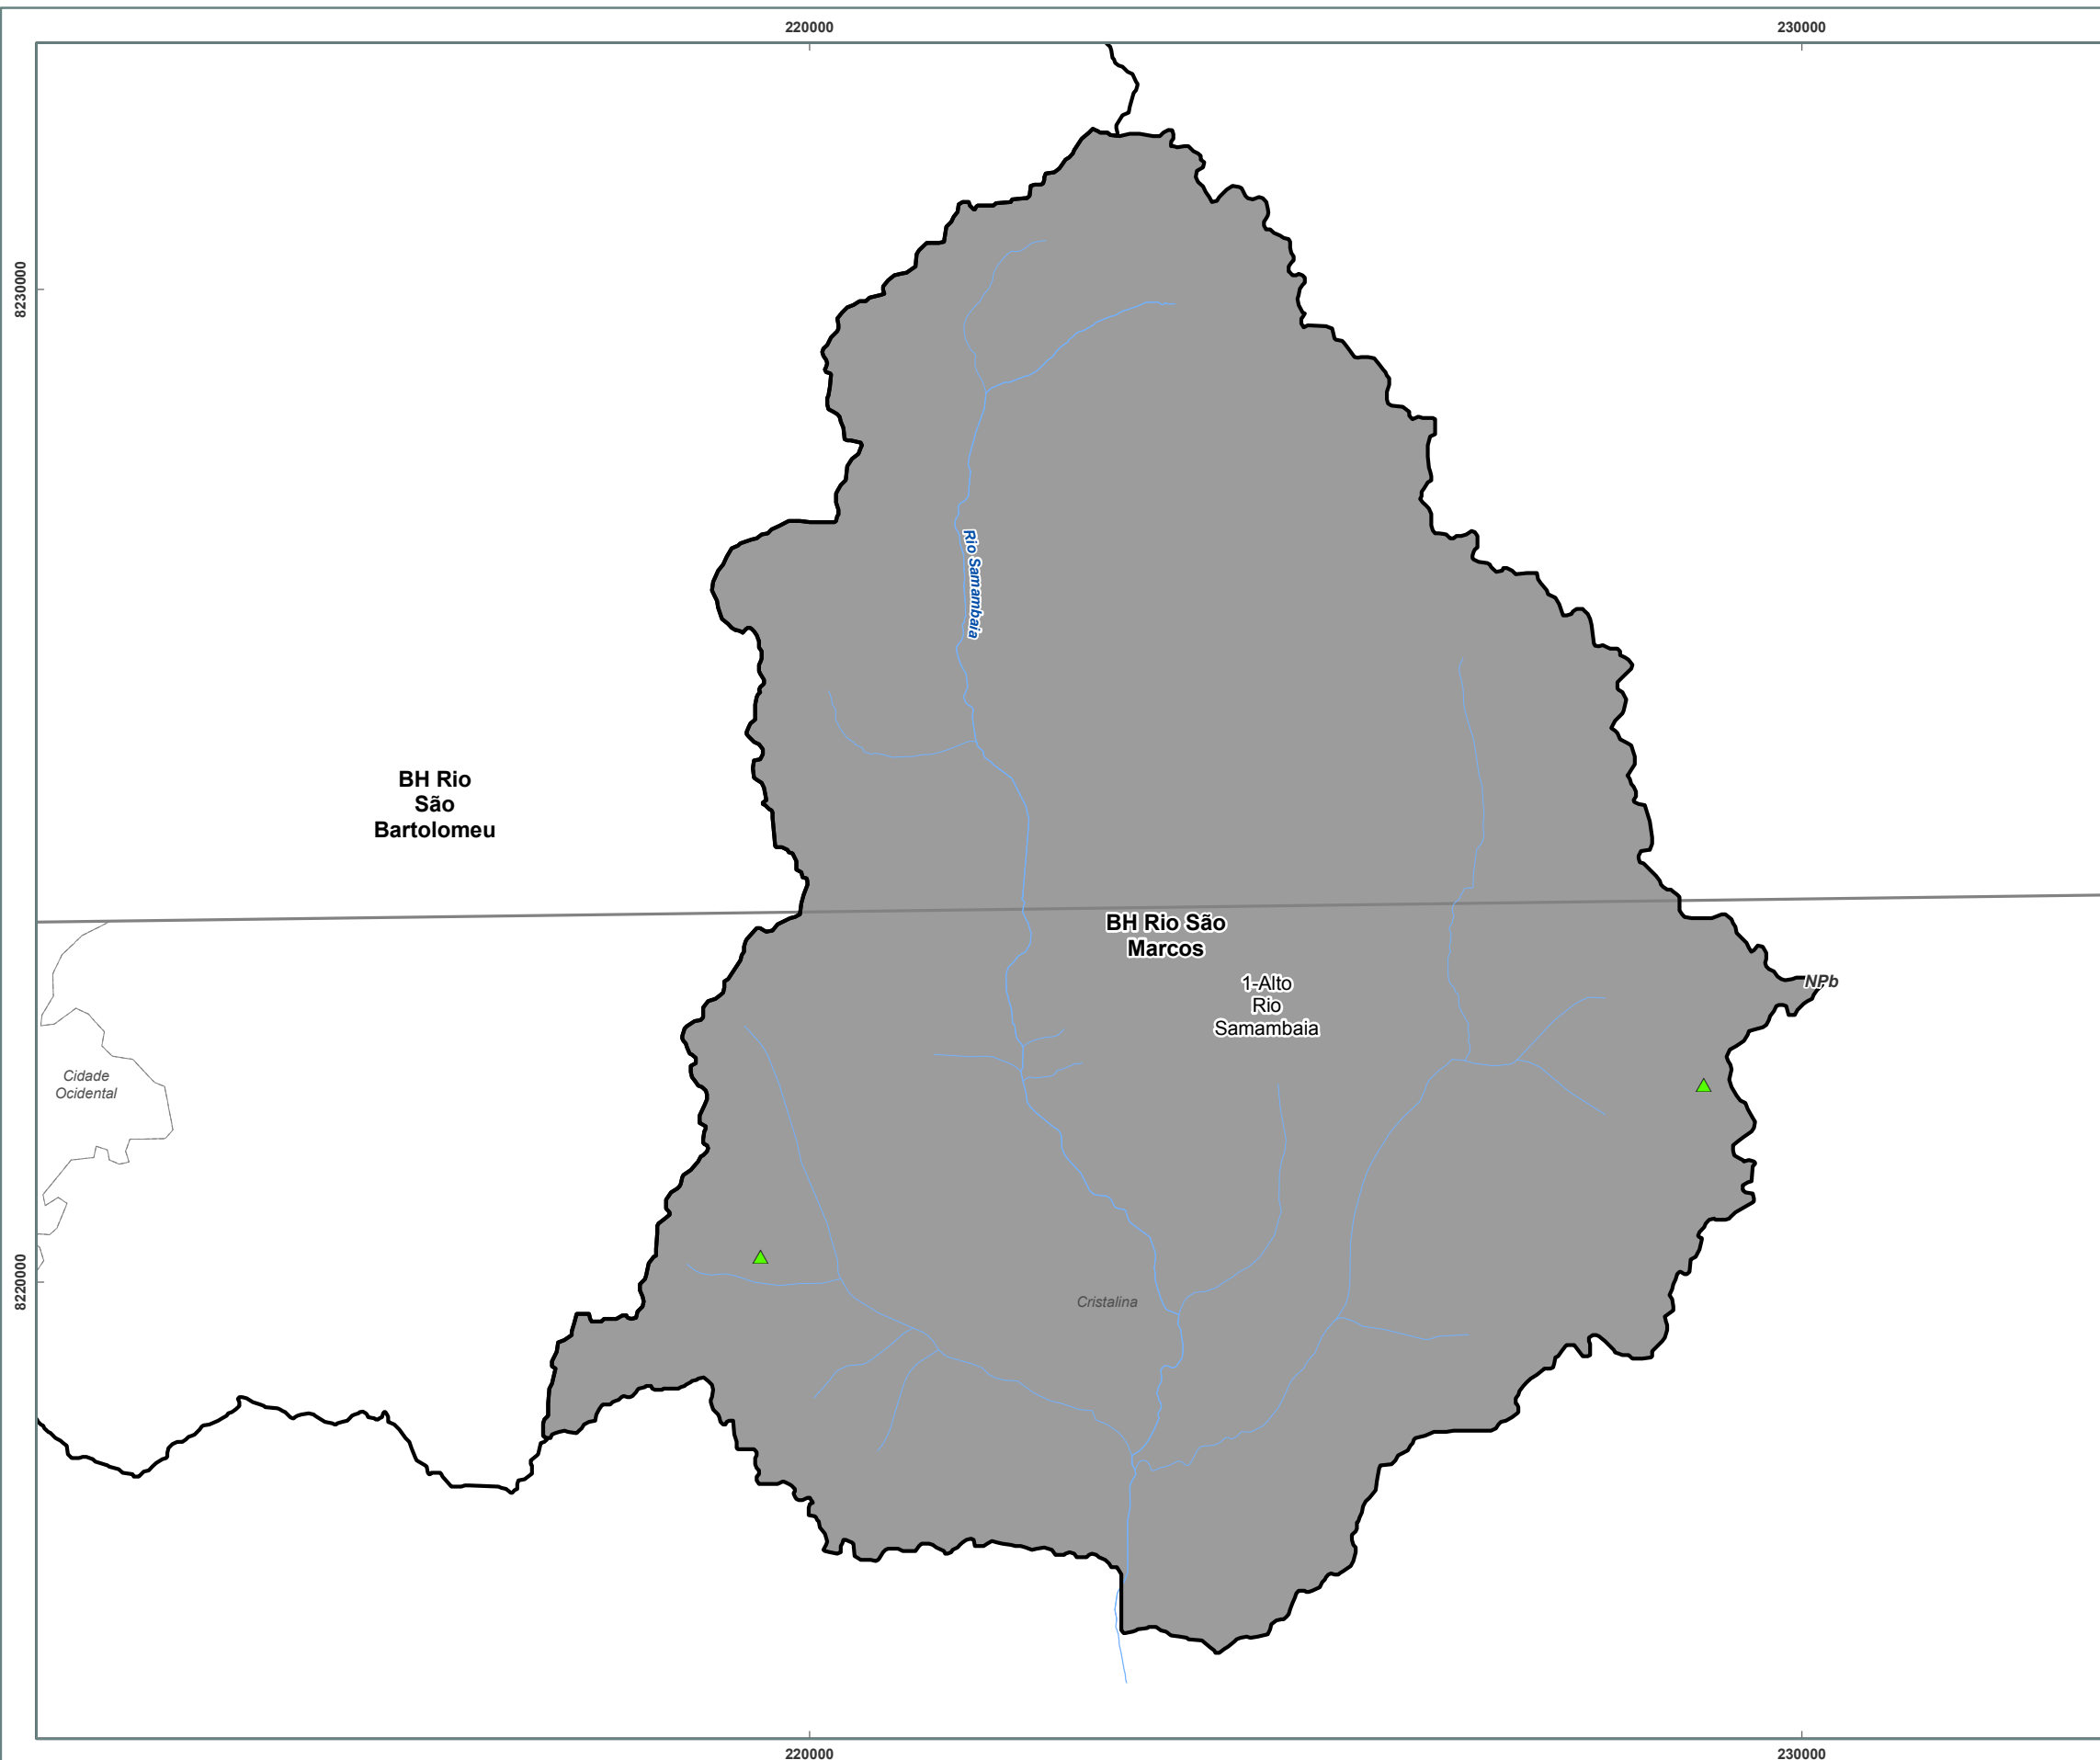 220000
230000
8230000
Rio Samambaia
BH Rio
São
Bartolomeu
BH Rio São
Marcos
1-Alto
Rio
Samambaia
NPb
Cidade
Ocidental
8220000
Cristalina
220000
230000